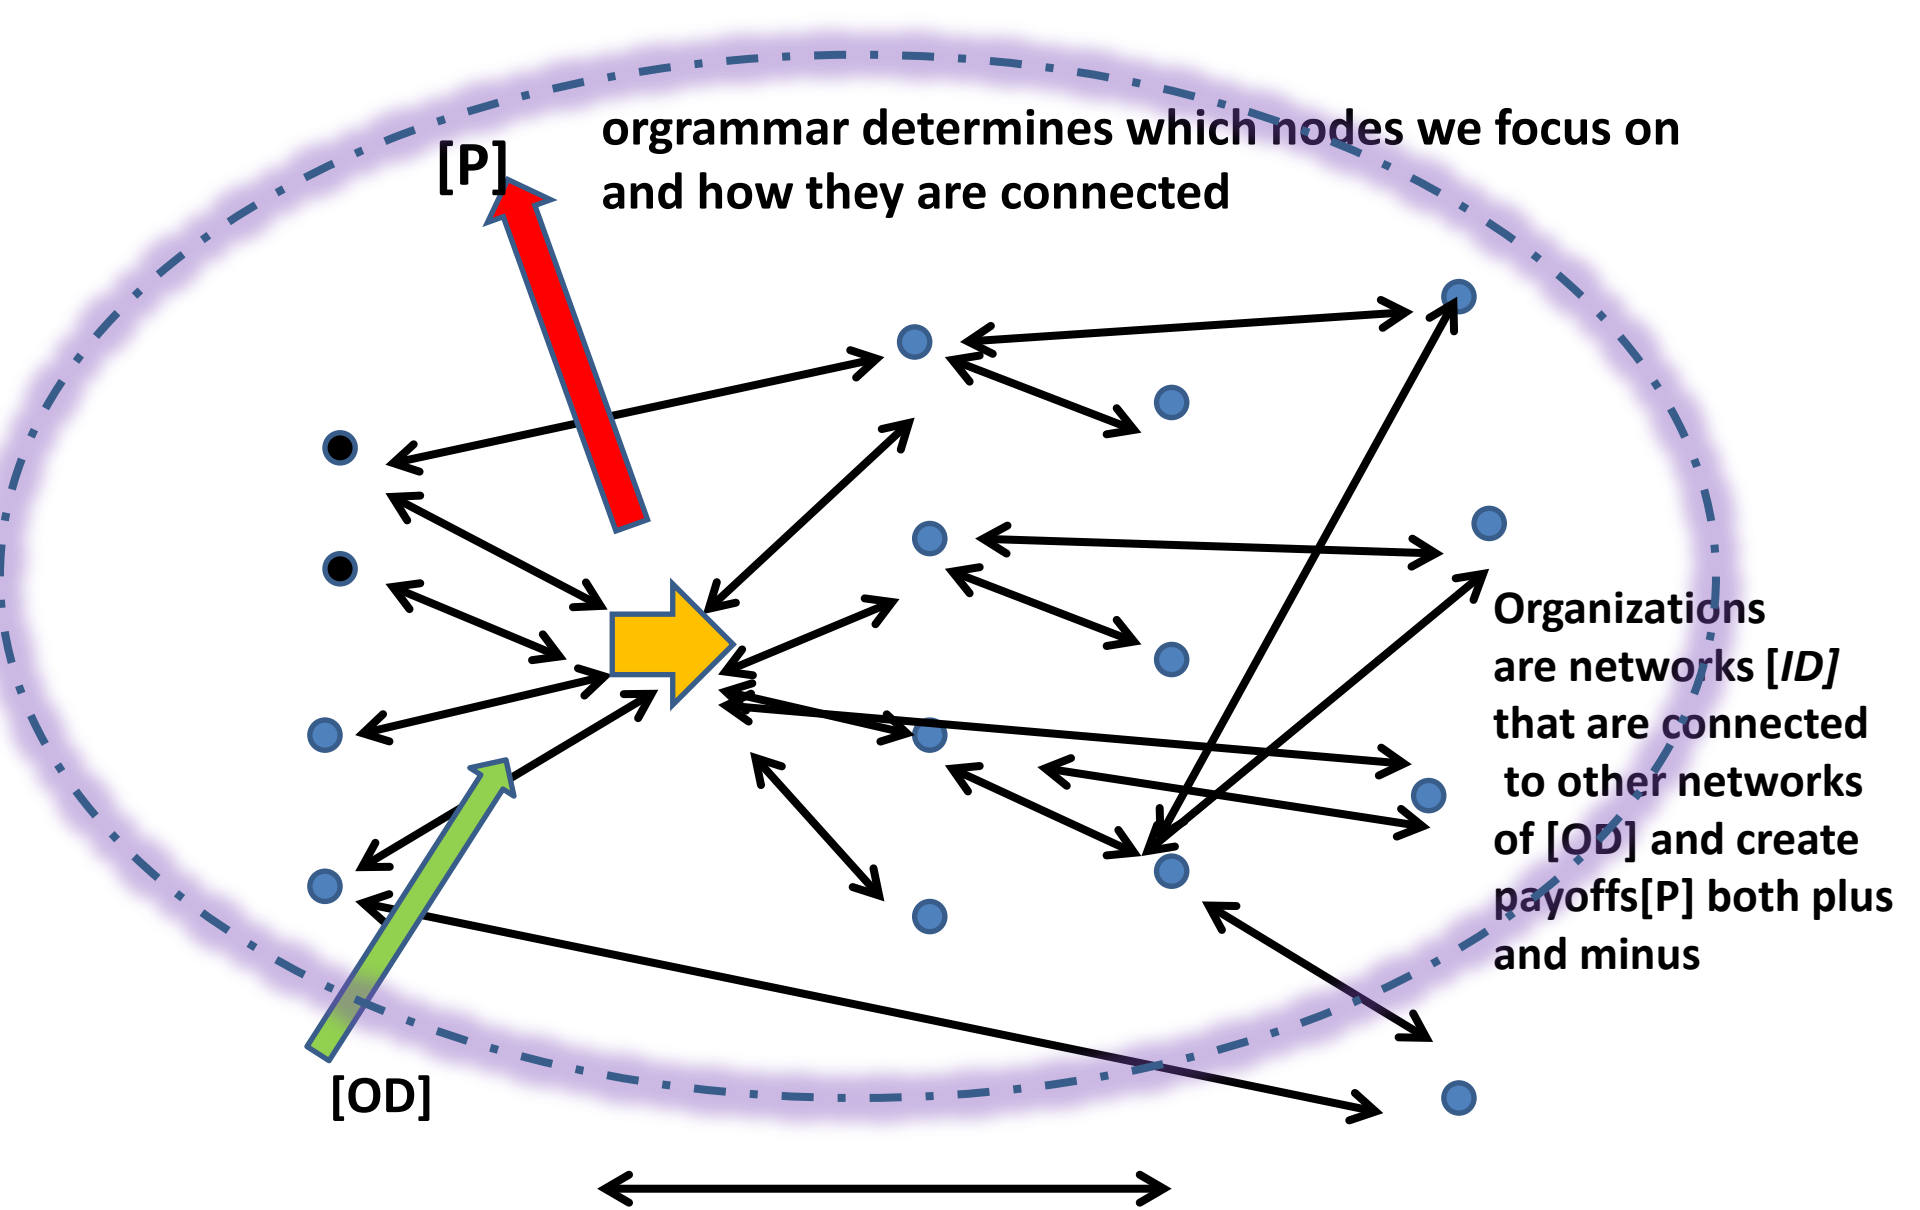 orgrammar determines which nodes we focus on
and how they are connected
[P]
Organizations
are networks [ID]
that are connected
to other networks
of [OD] and create
payoffs[P] both plus
and minus
[OD]